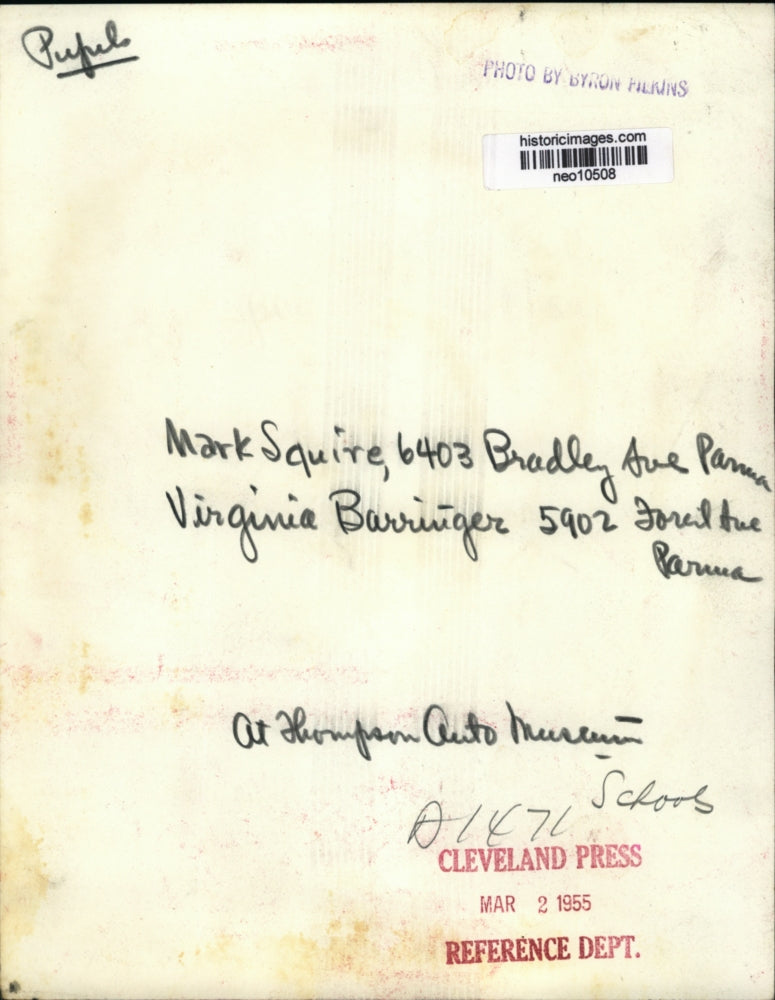 Pupils
PHOTO BY BYRON FILKINS
historicimages.com
neo10508
Mark Squire, 6403 Bradley Ave Parma
Virginia Barringer 5902 Forest Ave
Parma
At Thompson Auto Museum
Schools
A1471
CLEVELAND PRESS
MAR 2 1955
REFERENCE DEPT.